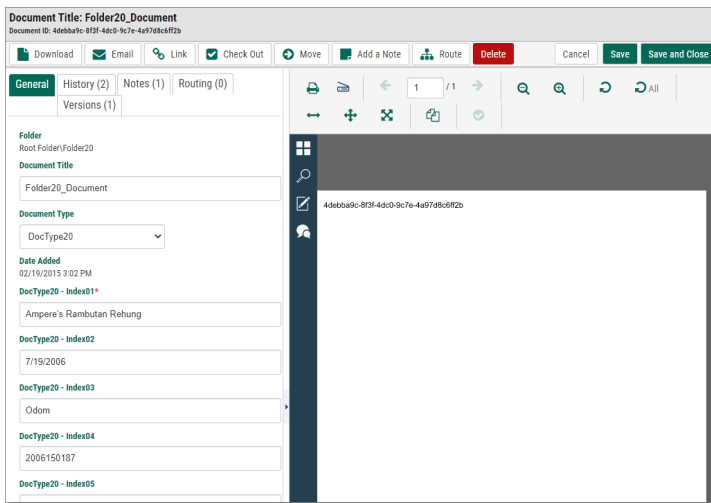 Document Title: Folder20_Document
Document ID: 4debba9c-8f3f-4dc0-9c7e-4a97d8c6ff2b
Download Email Link Check Out Move Add a Note Route Delete Cancel Save Save and Close
General History (2) Notes (1) Routing (0)
Versions (1)
1 /1 All
Folder
Root Folder\Folder20
Document Title
Folder20_Document
Document Type
DocType20
Date Added
02/19/2015 3:02 PM
DocType20 - Index01*
Ampere's Rambutan Rehung
DocType20 - Index02
7/19/2006
DocType20 - Index03
Odom
DocType20 - Index04
2006150187
DocType20 - Index05
4debba9c-8f3f-4dc0-9c7e-4a97d8c6ff2b